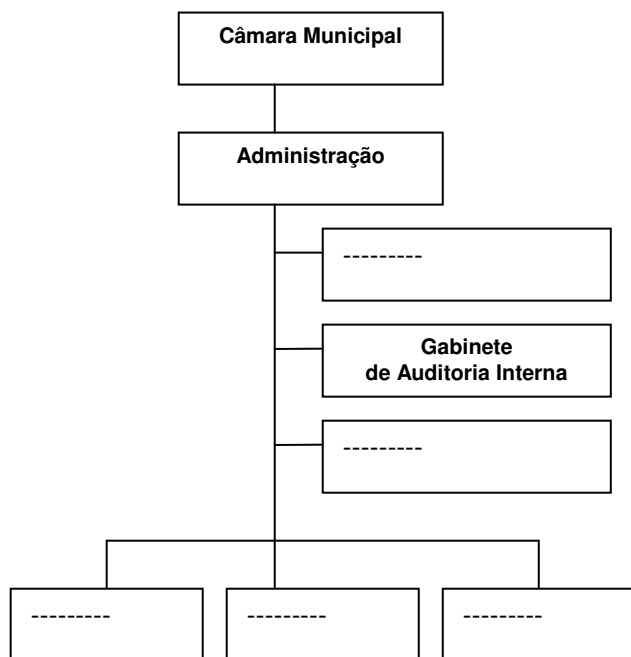 Câmara Municipal
Administração
---------
Gabinete
de Auditoria Interna
---------
---------
---------
---------